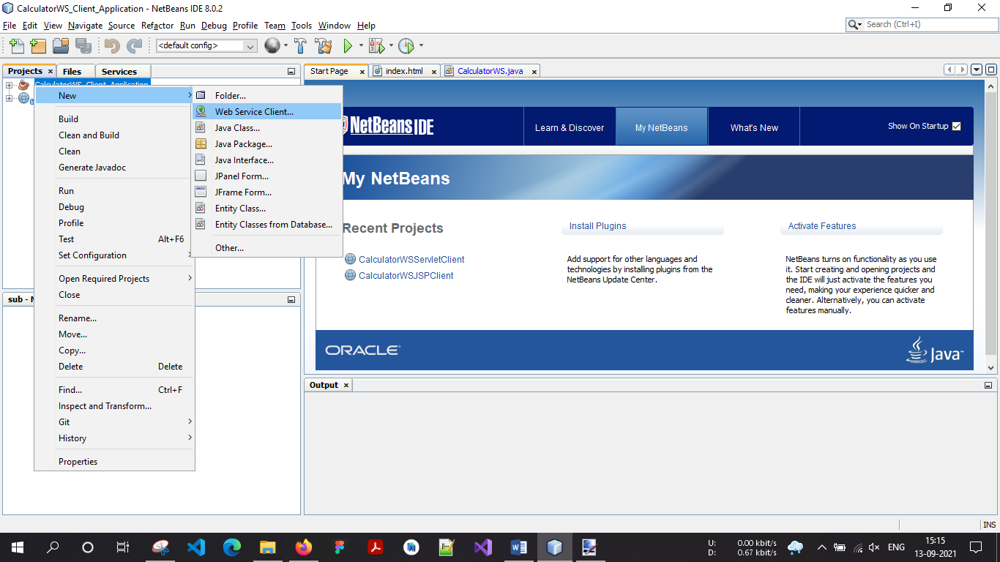 CalculatorWS_Client_Application - NetBeans IDE 8.0.2
File Edit View Navigate Source Refactor Run Debug Profile Team Tools Window Help
Search (Ctrl+I)
<default config>
Projects Files Services
Start Page index.html CalculatorWS.java
CalculatorWS_Client_Application
New
Build
Clean and Build
Clean
Generate Javadoc
Run
Debug
Profile
Test Alt+F6
Set Configuration
Open Required Projects
Close
Rename...
Move...
Copy...
Delete Delete
Find... Ctrl+F
Inspect and Transform...
Git
History
Properties
Folder...
Web Service Client...
Java Class...
Java Package...
Java Interface...
JPanel Form...
JFrame Form...
Entity Class...
Entity Classes from Database...
Other...
sub -
NetBeans IDE
Learn & Discover
My NetBeans
What's New
Show On Startup
My NetBeans
Recent Projects
CalculatorWSServletClient
CalculatorWSJSPClient
Install Plugins
Add support for other languages and
technologies by installing plugins from the
NetBeans Update Center.
Activate Features
NetBeans turns on functionality as you use
it. Start creating and opening projects and
the IDE will just activate the features you
need, making your experience quicker and
cleaner. Alternatively, you can activate
features manually.
ORACLE
Java
Output
INS
U: 0.00 kbit/s
D: 0.67 kbit/s
ENG
15:15
13-09-2021